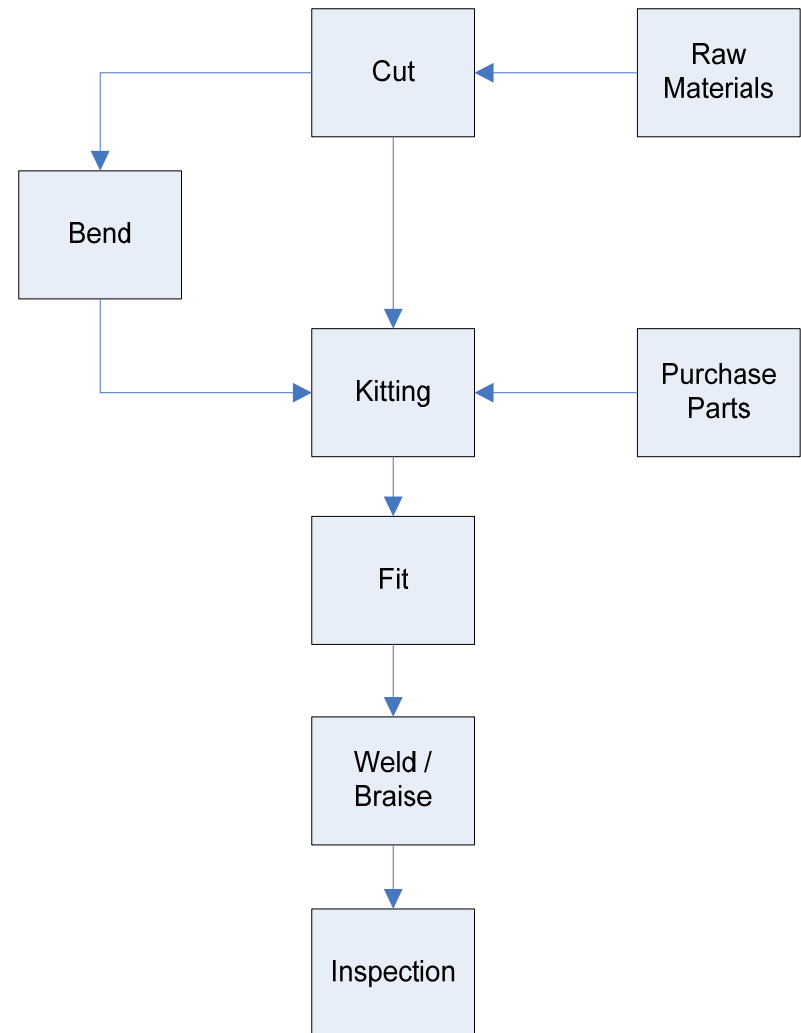 Cut
Raw
Materials
Bend
Kitting
Purchase
Parts
Fit
Weld /
Braise
Inspection